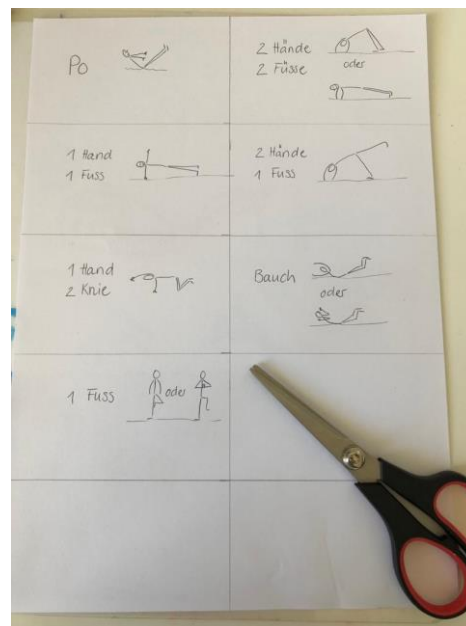 Po
2 Hände
2 Füsse
oder
1 Hand
1 Fuss
2 Hände
1 Fuss
1 Hand
2 Knie
Bauch
oder
1 Fuss
oder